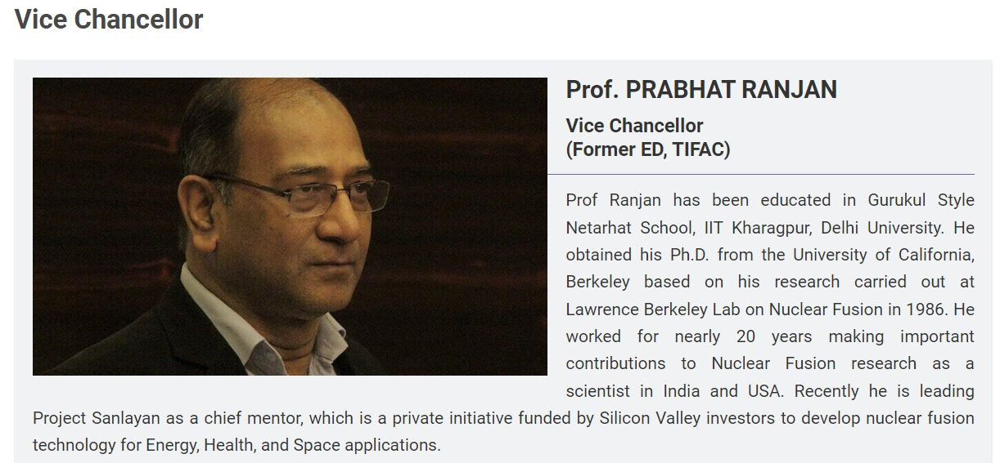 Vice Chancellor
Prof. PRABHAT RANJAN
Vice Chancellor
(Former ED, TIFAC)
Prof Ranjan has been educated in Gurukul Style
Netarhat School, IIT Kharagpur, Delhi University. He
obtained his Ph.D. from the University of California,
Berkeley based on his research carried out at
Lawrence Berkeley Lab on Nuclear Fusion in 1986. He
worked for nearly 20 years making important
contributions to Nuclear Fusion research as a
scientist in India and USA. Recently he is leading
Project Sanlayan as a chief mentor, which is a private initiative funded by Silicon Valley investors to develop nuclear fusion
technology for Energy, Health, and Space applications.